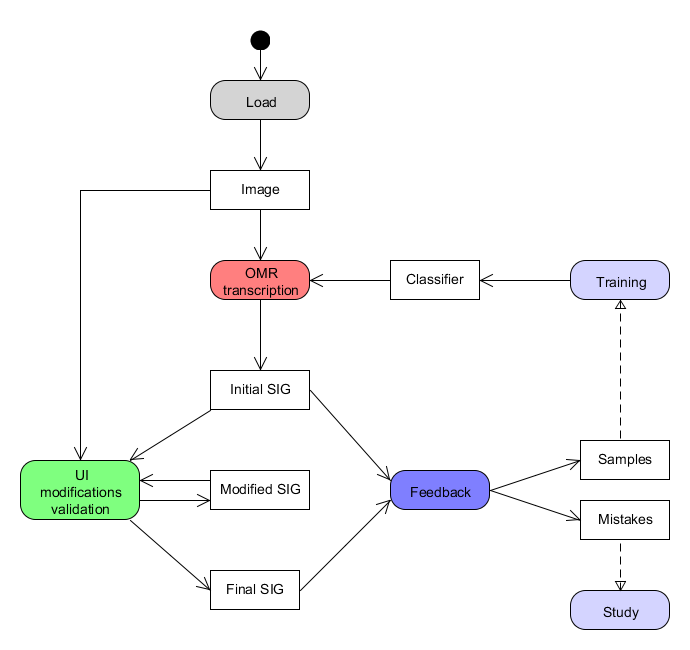 Load
Image
OMR
transcription
Classifier
Training
Initial SIG
Samples
UI
modifications
validation
Modified SIG
Feedback
Mistakes
Final SIG
Study